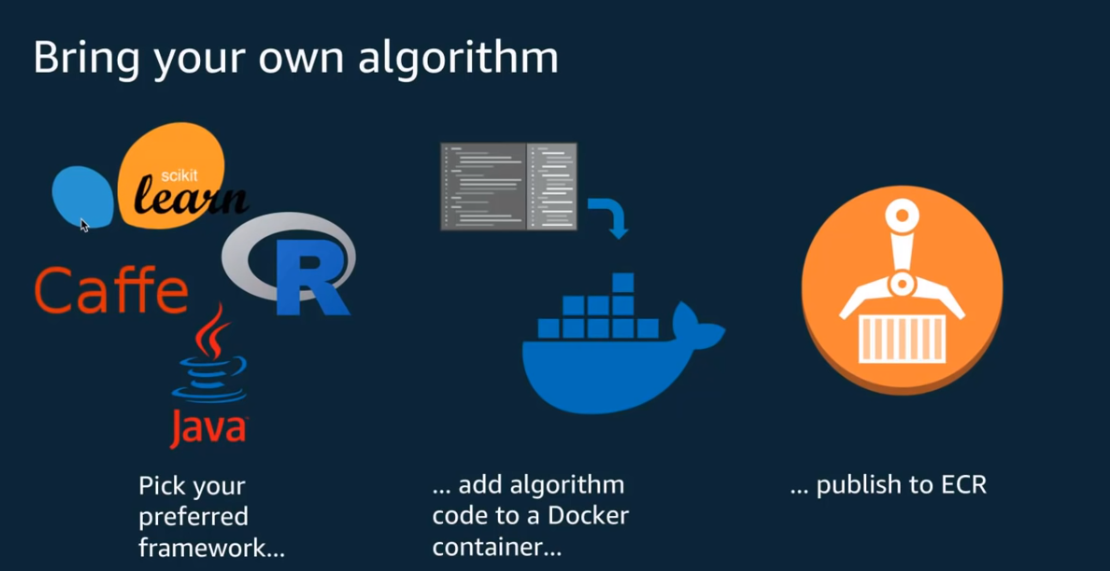 Bring your own algorithm
scikit
learn
R
Caffe
Java
Pick your
preferred
framework...
... add algorithm
code to a Docker
container...
... publish to ECR